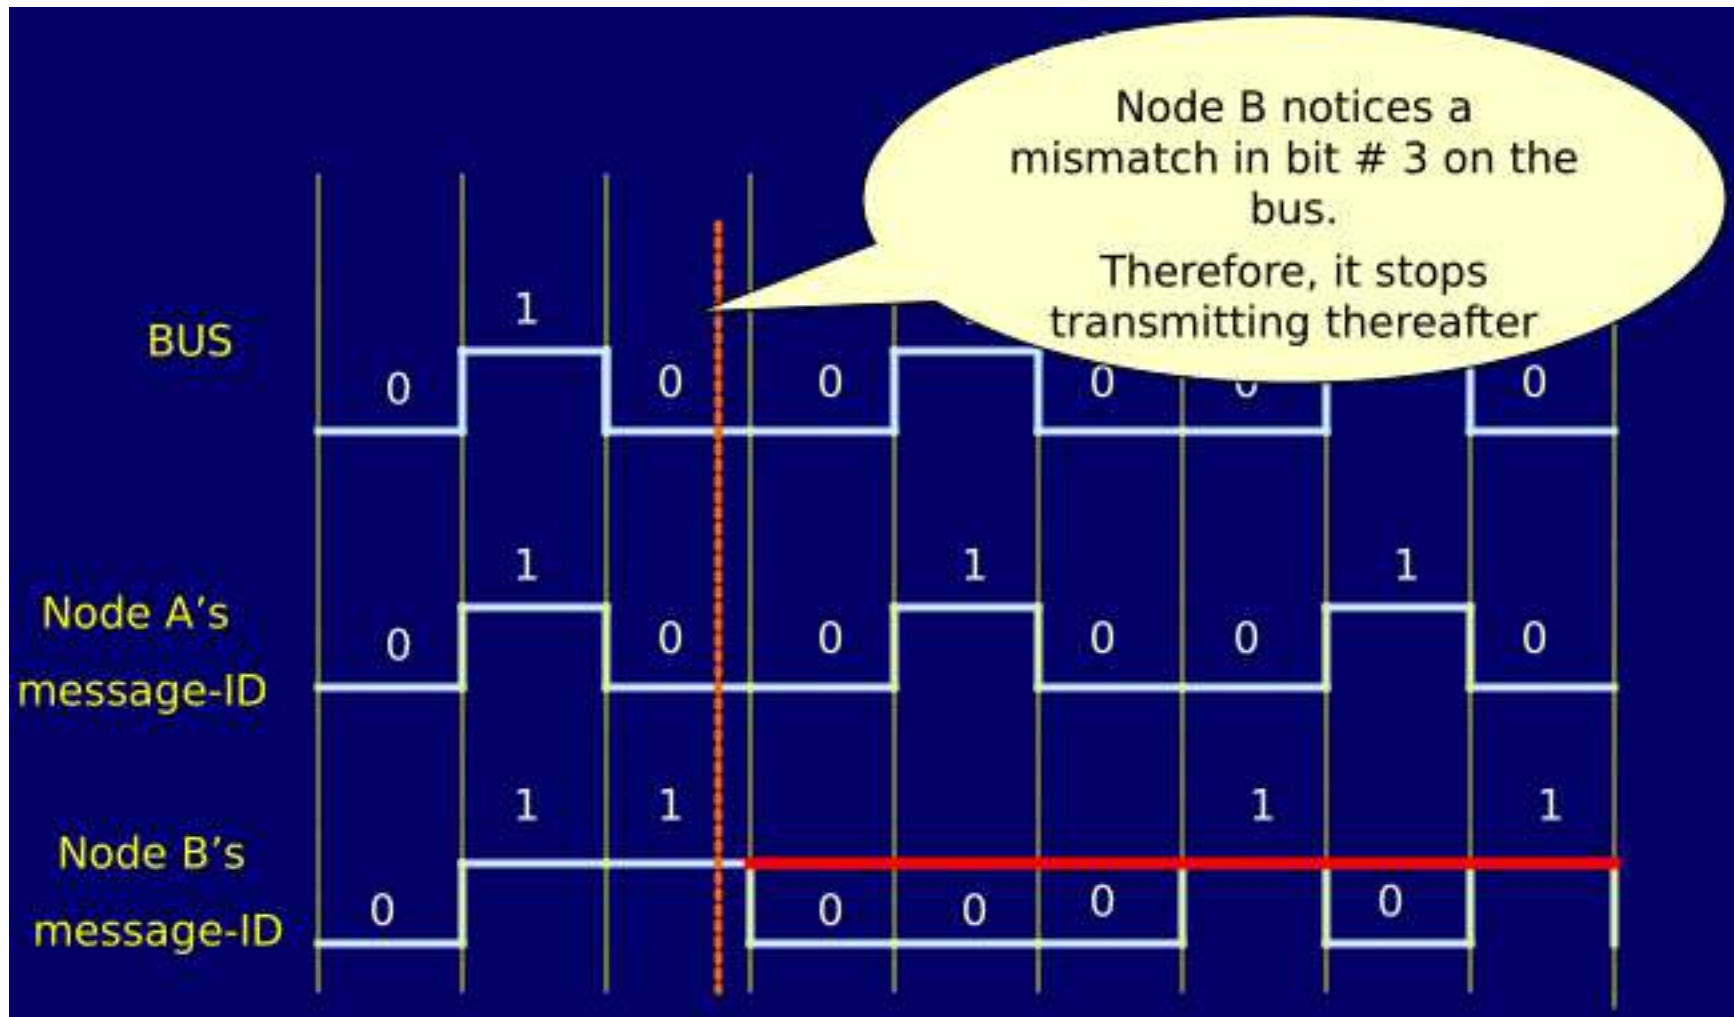 Node B notices a
mismatch in bit # 3 on the
bus.
Therefore, it stops
transmitting thereafter
BUS
0 1 0 0 0 0 0
Node A’s
message-ID
0 1 0 0 1 0 0 1 0
Node B’s
message-ID
0 1 1 0 0 0 1 0 1